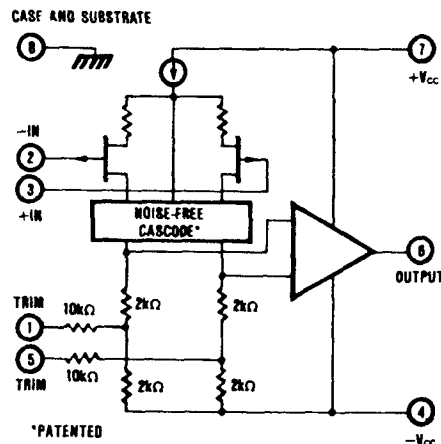 CASE AND SUBSTRATE
8
7
+VCC
-IN
2
3
+IN
NOISE-FREE
CASCODE*
6
OUTPUT
TRIM
10kΩ
2kΩ
2kΩ
1
5
10kΩ
TRIM
2kΩ
2kΩ
4
-VCC
*PATENTED